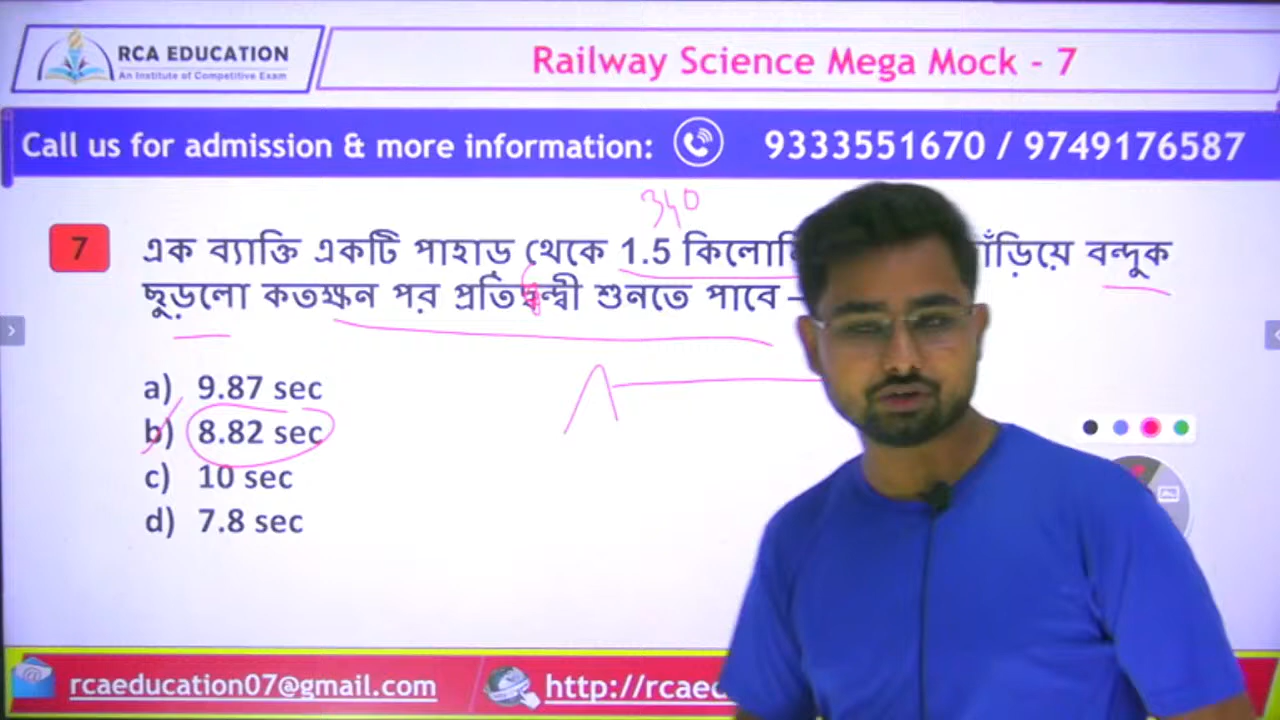 RCA EDUCATION
An Institute of Competitive Exam
Railway Science Mega Mock - 7
Call us for admission & more information: 9333551670 / 9749176587
340
7 এক ব্যাক্তি একটি পাহাড় থেকে 1.5 বন্দুক
ছুড়লো কতক্ষন পর প্রতিদ্বন্দ্বী শুনতে পাবে –
a) 9.87 sec
b) 8.82 sec
c) 10 sec
d) 7.8 sec
rcaeducation07@gmail.com